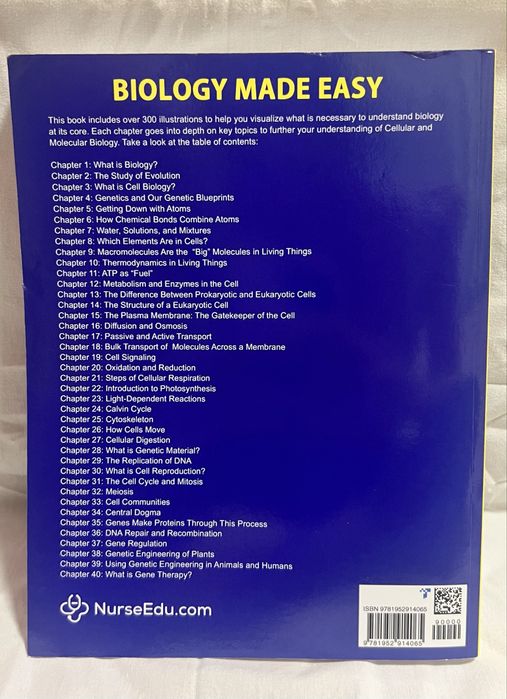 BIOLOGY MADE EASY
This book includes over 300 illustrations to help you visualize what is necessary to understand biology
at its core. Each chapter goes into depth on key topics to further your understanding of Cellular and
Molecular Biology. Take a look at the table of contents:
Chapter 1: What is Biology?
Chapter 2: The Study of Evolution
Chapter 3: What is Cell Biology?
Chapter 4: Genetics and Our Genetic Blueprints
Chapter 5: Getting Down with Atoms
Chapter 6: How Chemical Bonds Combine Atoms
Chapter 7: Water, Solutions, and Mixtures
Chapter 8: Which Elements Are in Cells?
Chapter 9: Macromolecules Are the "Big" Molecules in Living Things
Chapter 10: Thermodynamics in Living Things
Chapter 11: ATP as "Fuel"
Chapter 12: Metabolism and Enzymes in the Cell
Chapter 13: The Difference Between Prokaryotic and Eukaryotic Cells
Chapter 14: The Structure of a Eukaryotic Cell
Chapter 15: The Plasma Membrane: The Gatekeeper of the Cell
Chapter 16: Diffusion and Osmosis
Chapter 17: Passive and Active Transport
Chapter 18: Bulk Transport of Molecules Across a Membrane
Chapter 19: Cell Signaling
Chapter 20: Oxidation and Reduction
Chapter 21: Steps of Cellular Respiration
Chapter 22: Introduction to Photosynthesis
Chapter 23: Light-Dependent Reactions
Chapter 24: Calvin Cycle
Chapter 25: Cytoskeleton
Chapter 26: How Cells Move
Chapter 27: Cellular Digestion
Chapter 28: What is Genetic Material?
Chapter 29: The Replication of DNA
Chapter 30: What is Cell Reproduction?
Chapter 31: The Cell Cycle and Mitosis
Chapter 32: Meiosis
Chapter 33: Cell Communities
Chapter 34: Central Dogma
Chapter 35: Genes Make Proteins Through This Process
Chapter 36: DNA Repair and Recombination
Chapter 37: Gene Regulation
Chapter 38: Genetic Engineering of Plants
Chapter 39: Using Genetic Engineering in Animals and Humans
Chapter 40: What is Gene Therapy?
NurseEdu.com
ISBN 9781952914065
90000
9 781952 914065